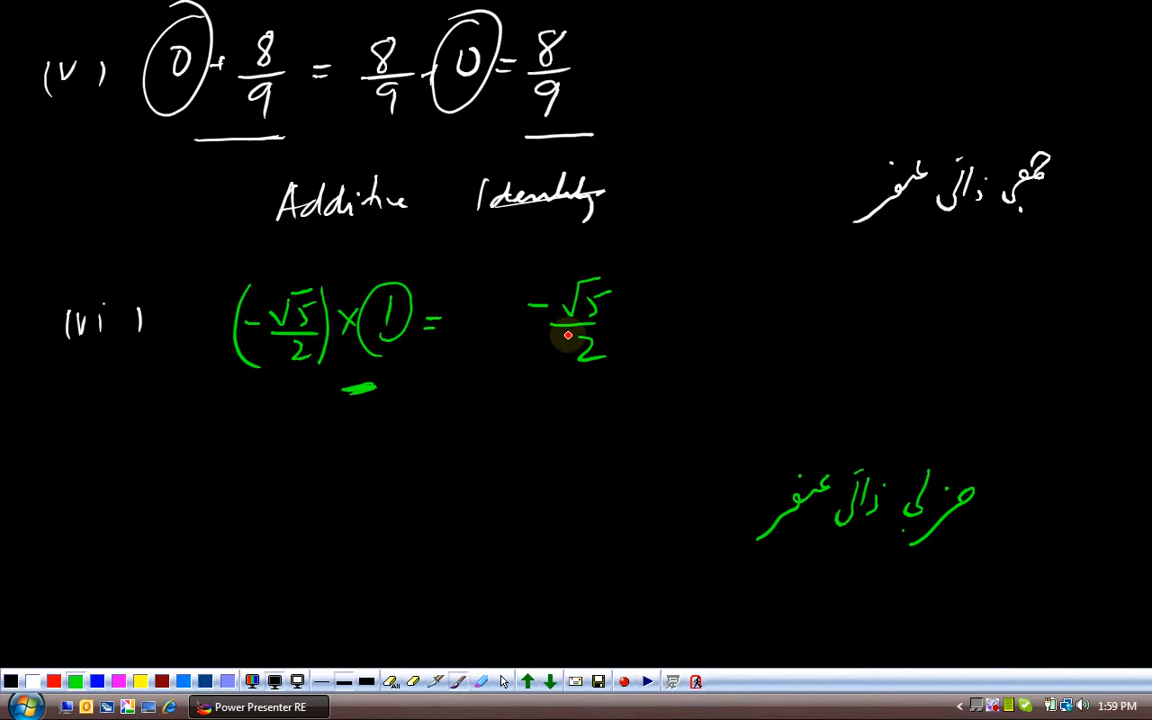 (v) 0 + 8/9 = 8/9 + 0 = 8/9
Additive Identity
جمعی ذاتی عنصر
(vi) (-√5/2) × 1 = -√5/2
ضربی ذاتی عنصر
Power Presenter RE
1:59 PM